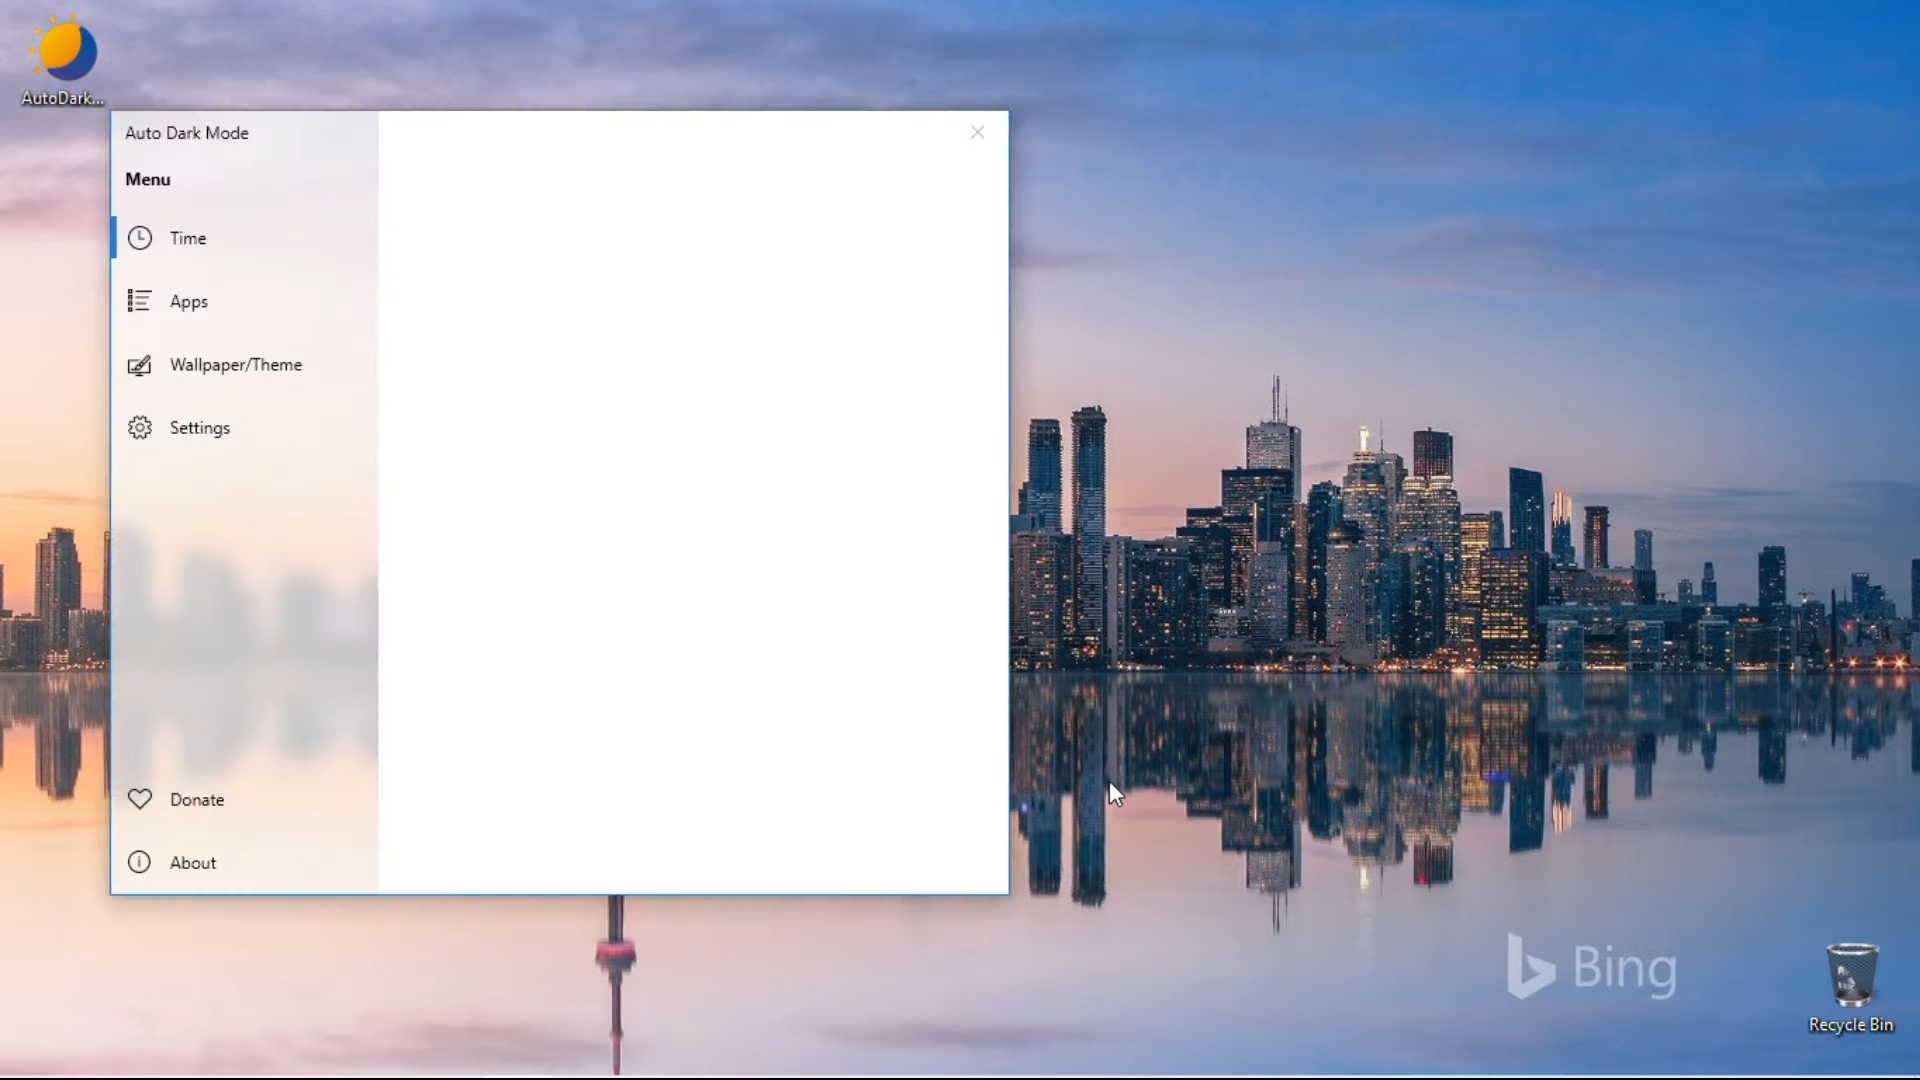 AutoDark...
Auto Dark Mode
Menu
Time
Apps
Wallpaper/Theme
Settings
Donate
About
Bing
Recycle Bin